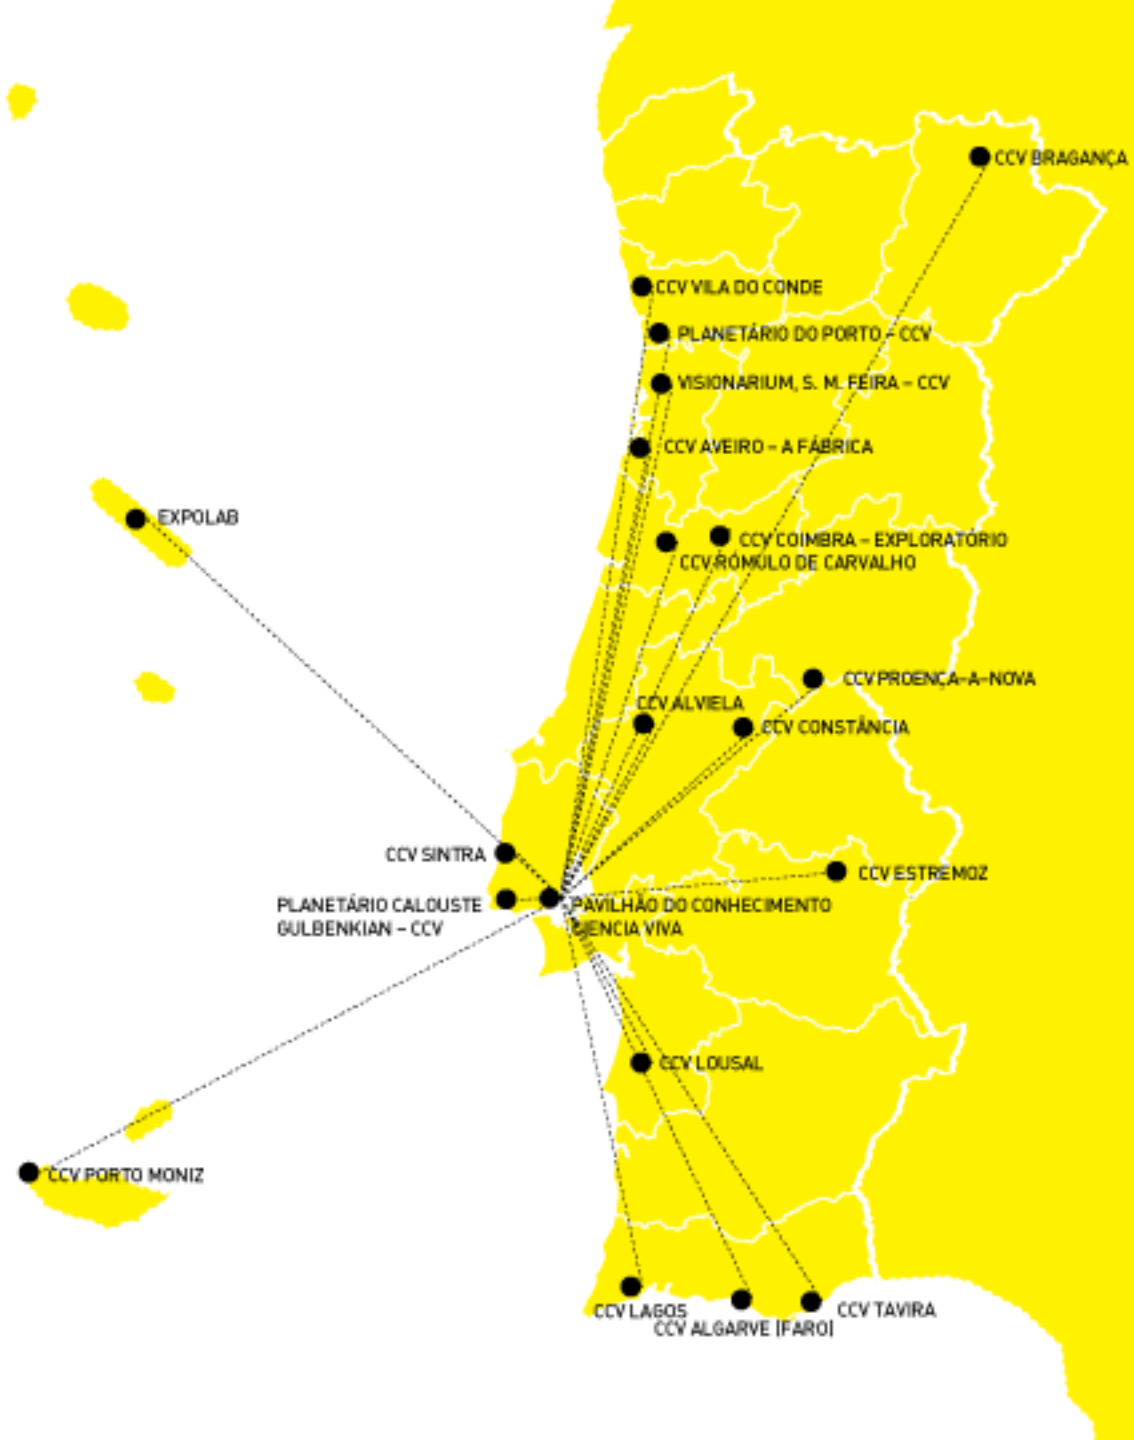 CCV BRAGANÇA
CCV VILA DO CONDE
PLANETÁRIO DO PORTO – CCV
VISIONARIUM, S. M. FEIRA – CCV
CCV AVEIRO – A FÁBRICA
EXPOLAB
CCV COIMBRA – EXPLORATÓRIO
CCV RÓMULO DE CARVALHO
CCV PROENÇA-A-NOVA
CCV ALVIELA
CCV CONSTÂNCIA
CCV SINTRA
CCV ESTREMOZ
PLANETÁRIO CALOUSTE
GULBENKIAN – CCV
PAVILHÃO DO CONHECIMENTO
CIENCIA VIVA
CCV LOUSAL
CCV PORTO MONIZ
CCV LAGOS
CCV ALGARVE (FARO)
CCV TAVIRA